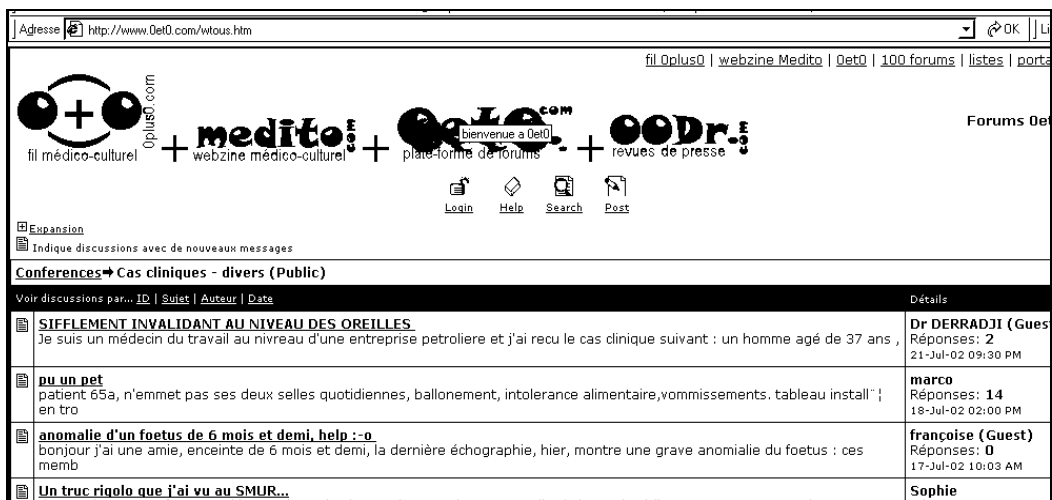 Adresse http://www.0et0.com/wtous.htm OK Li
fil 0plus0 | webzine Medito | 0et0 | 100 forums | listes | porta
0+0
0plus0.com
fil médico-culturel
+ medito.com
webzine médico-culturel
+ 0et0.com
bienvenue a 0et0
plate-forme de forums
+ OODr.com
revues de presse
Forums 0et
Login Help Search Post
Expansion
Indique discussions avec de nouveaux messages
Conferences➔Cas cliniques - divers (Public)
Voir discussions par... ID | Sujet | Auteur | Date Détails
SIFFLEMENT INVALIDANT AU NIVEAU DES OREILLES Dr DERRADJI (Gues
Je suis un médecin du travail au nivreau d'une entreprise petroliere et j'ai recu le cas clinique suivant : un homme agé de 37 ans , Réponses: 2
21-Jul-02 09:30 PM
pu un pet marco
patient 65a, n'emmet pas ses deux selles quotidiennes, ballonement, intolerance alimentaire,vommissements. tableau install¨¦ Réponses: 14
en tro 18-Jul-02 02:00 PM
anomalie d'un foetus de 6 mois et demi, help :-o françoise (Guest)
bonjour j'ai une amie, enceinte de 6 mois et demi, la dernière échographie, hier, montre une grave anomialie du foetus : ces Réponses: 0
memb 17-Jul-02 10:03 AM
Un truc rigolo que j'ai vu au SMUR... Sophie